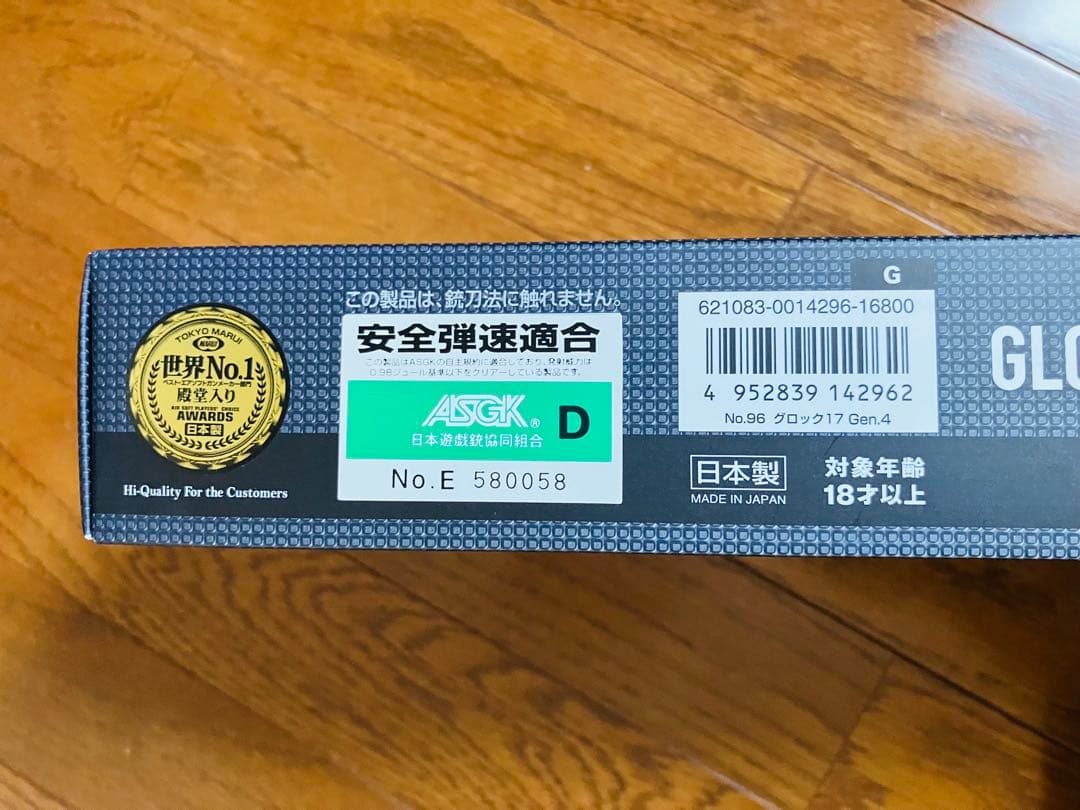 TOKYO MARUI
MARUI
世界No.1
ベスト・エアソフトガンメーカー部門
殿堂入り
AIR SOFT PLAYERS' CHOICE
AWARDS
日本製
Hi-Quality For the Customers
この製品は、銃刀法に触れません。
安全弾速適合
この製品はASGKの自主規約に適合しており、発射威力は
0.98ジュール基準以下をクリアーしている製品です。
ASGK® D
日本遊戯銃協同組合
No.E 580058
G
621083-0014296-16800
4 952839 142962
No.96 グロック17 Gen.4
日本製
MADE IN JAPAN
対象年齢
18才以上
GLO